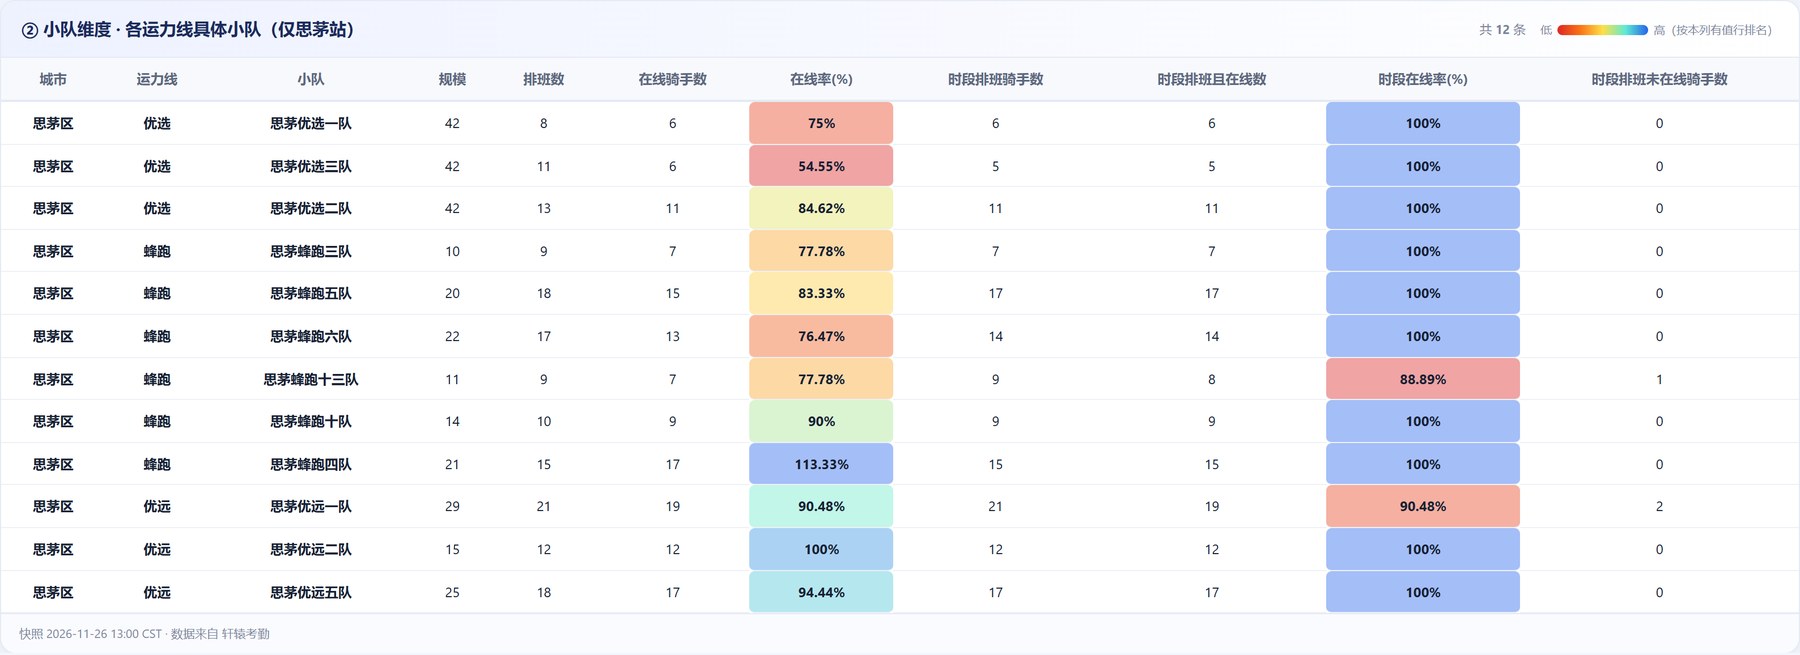 ② 小队维度 · 各运力线具体小队（仅思茅站）
共 12 条 低 高 (按本列有值行排名)
城市 运力线 小队 规模 排班数 在线骑手数 在线率(%) 时段排班骑手数 时段排班且在线数 时段在线率(%) 时段排班未在线骑手数
思茅区 优选 思茅优选一队 42 8 6 75% 6 6 100% 0
思茅区 优选 思茅优选三队 42 11 6 54.55% 5 5 100% 0
思茅区 优选 思茅优选二队 42 13 11 84.62% 11 11 100% 0
思茅区 蜂跑 思茅蜂跑三队 10 9 7 77.78% 7 7 100% 0
思茅区 蜂跑 思茅蜂跑五队 20 18 15 83.33% 17 17 100% 0
思茅区 蜂跑 思茅蜂跑六队 22 17 13 76.47% 14 14 100% 0
思茅区 蜂跑 思茅蜂跑十三队 11 9 7 77.78% 9 8 88.89% 1
思茅区 蜂跑 思茅蜂跑十队 14 10 9 90% 9 9 100% 0
思茅区 蜂跑 思茅蜂跑四队 21 15 17 113.33% 15 15 100% 0
思茅区 优远 思茅优远一队 29 21 19 90.48% 21 19 90.48% 2
思茅区 优远 思茅优远二队 15 12 12 100% 12 12 100% 0
思茅区 优远 思茅优远五队 25 18 17 94.44% 17 17 100% 0
快照 2026-11-26 13:00 CST · 数据来自 轩辕考勤